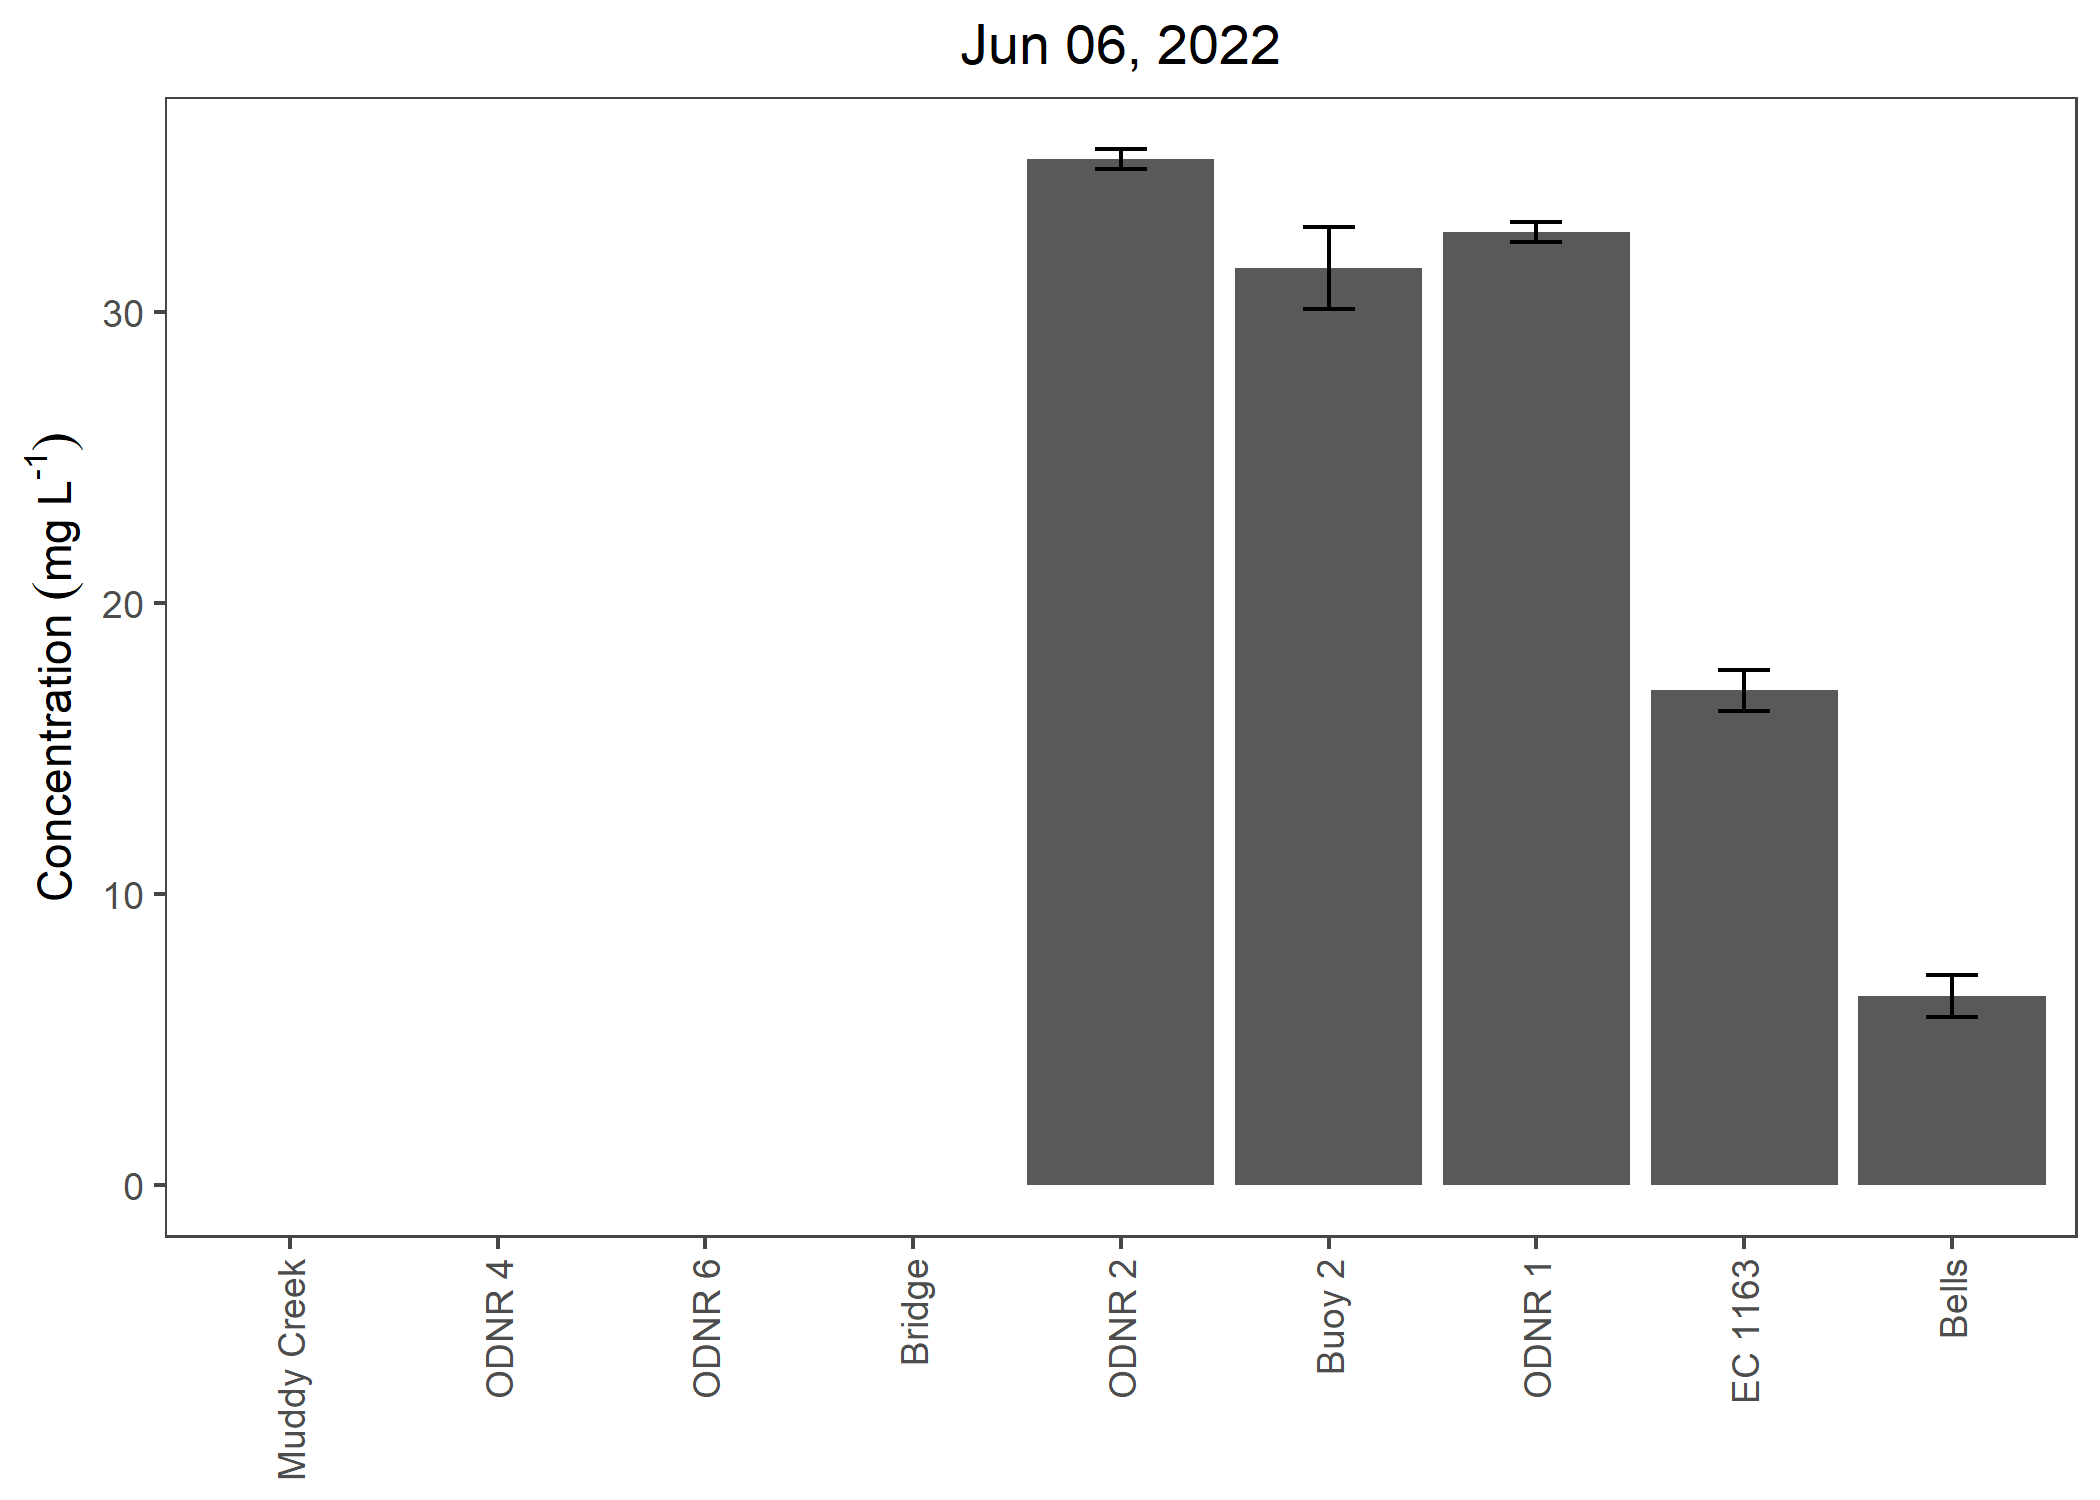 Jun 06, 2022
Concentration (mg L⁻¹)
30
20
10
0
Muddy Creek
ODNR 4
ODNR 6
Bridge
ODNR 2
Buoy 2
ODNR 1
EC 1163
Bells